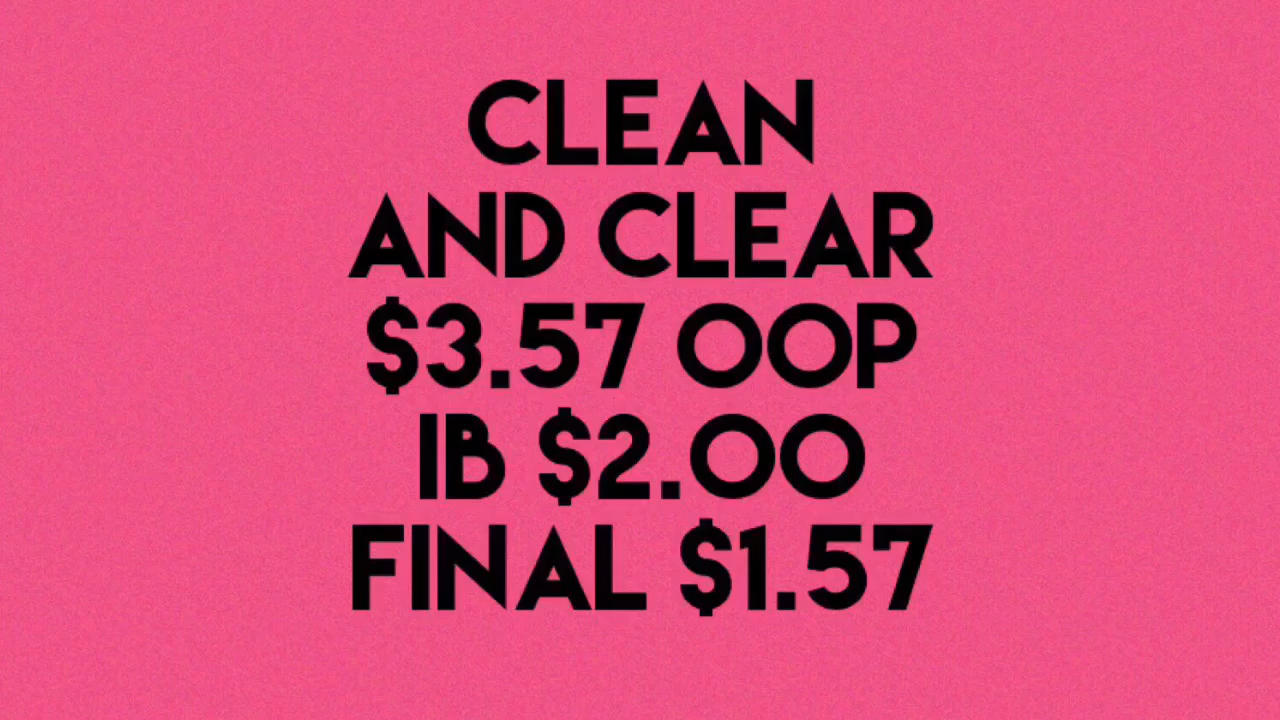 CLEAN
AND CLEAR
$3.57 OOP
IB $2.00
FINAL $1.57